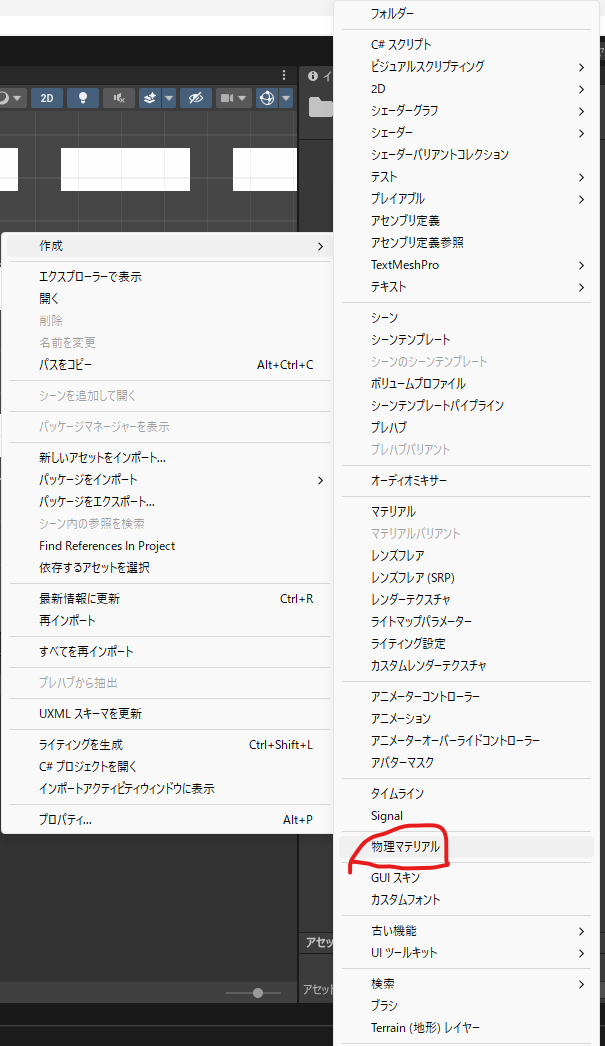 2D
イ
作成
エクスプローラーで表示
開く
削除
名前を変更
パスをコピー Alt+Ctrl+C
シーンを追加して開く
パッケージマネージャーを表示
新しいアセットをインポート...
パッケージをインポート
パッケージをエクスポート...
シーン内の参照を検索
Find References In Project
依存するアセットを選択
最新情報に更新 Ctrl+R
再インポート
すべてを再インポート
プレハブから抽出
UXML スキーマを更新
ライティングを生成 Ctrl+Shift+L
C# プロジェクトを開く
インポートアクティビティウィンドウに表示
プロパティ... Alt+P
フォルダー
C# スクリプト
ビジュアルスクリプティング
2D
シェーダーグラフ
シェーダー
シェーダーバリアントコレクション
テスト
プレイアブル
アセンブリ定義
アセンブリ定義参照
TextMeshPro
テキスト
シーン
シーンテンプレート
シーンのシーンテンプレート
ボリュームプロファイル
シーンテンプレートパイプライン
プレハブ
プレハブバリアント
オーディオミキサー
マテリアル
マテリアルバリアント
レンズフレア
レンズフレア (SRP)
レンダーテクスチャ
ライトマップパラメーター
ライティング設定
カスタムレンダーテクスチャ
アニメーターコントローラー
アニメーション
アニメーターオーバーライドコントローラー
アバターマスク
タイムライン
Signal
物理マテリアル
GUI スキン
カスタムフォント
古い機能
UI ツールキット
検索
ブラシ
Terrain (地形) レイヤー
アセッ
アセット